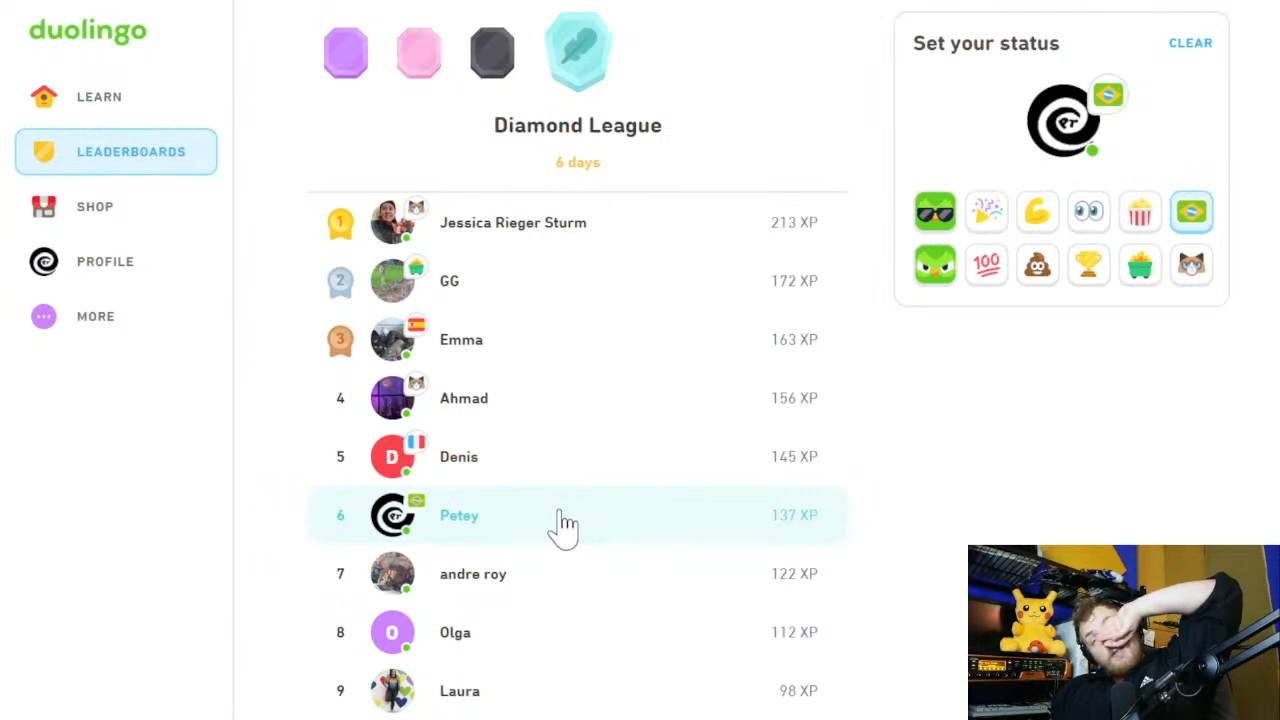 duolingo
LEARN
LEADERBOARDS
SHOP
PROFILE
MORE
Diamond League
6 days
1 Jessica Rieger Sturm 213 XP
2 GG 172 XP
3 Emma 163 XP
4 Ahmad 156 XP
5 D Denis 145 XP
6 Pr Petey 137 XP
7 andre roy 122 XP
8 O Olga 112 XP
9 Laura 98 XP
Set your status CLEAR
Pr
100